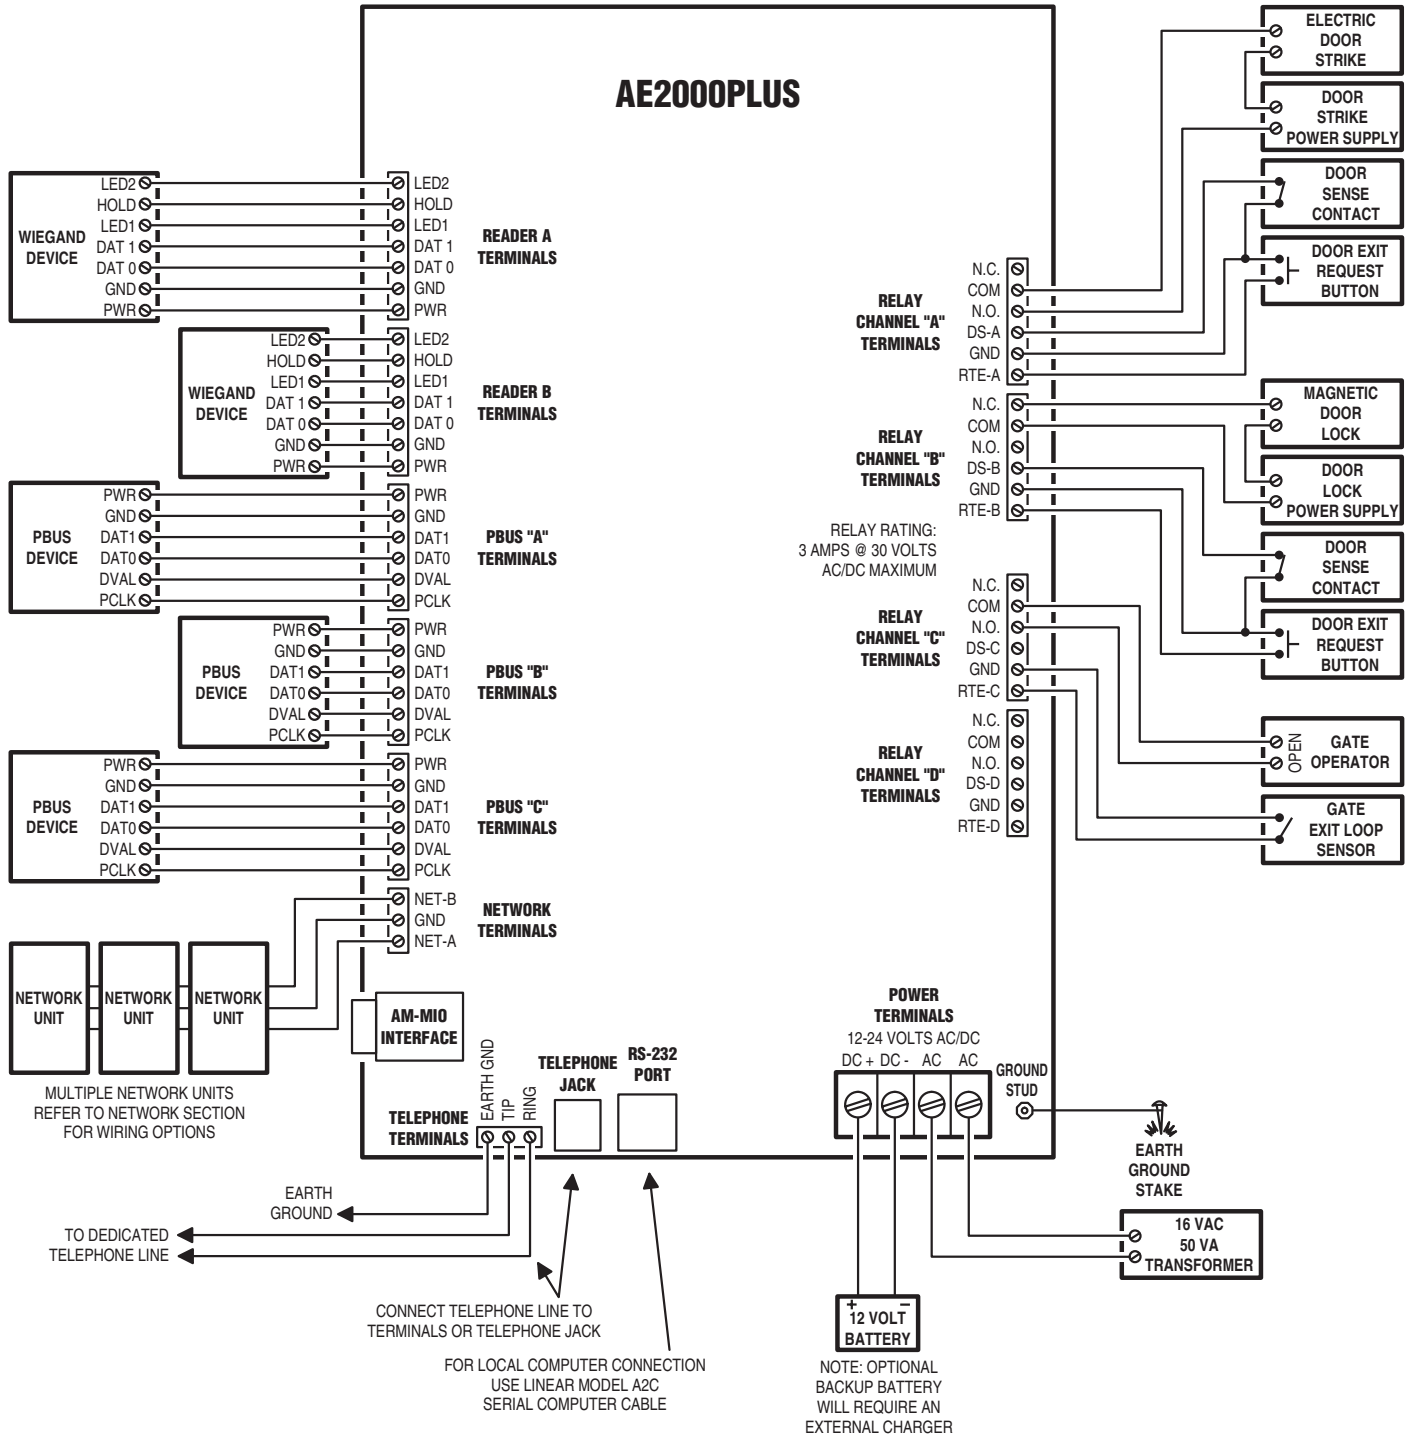 AE2000PLUS
WIEGAND
DEVICE
LED2
HOLD
LED1
DAT 1
DAT 0
GND
PWR
LED2
HOLD
LED1
DAT 1
DAT 0
GND
PWR
READER A
TERMINALS
WIEGAND
DEVICE
LED2
HOLD
LED1
DAT 1
DAT 0
GND
PWR
LED2
HOLD
LED1
DAT 1
DAT 0
GND
PWR
READER B
TERMINALS
PBUS
DEVICE
PWR
GND
DAT1
DAT0
DVAL
PCLK
PWR
GND
DAT1
DAT0
DVAL
PCLK
PBUS "A"
TERMINALS
PBUS
DEVICE
PWR
GND
DAT1
DAT0
DVAL
PCLK
PWR
GND
DAT1
DAT0
DVAL
PCLK
PBUS "B"
TERMINALS
PBUS
DEVICE
PWR
GND
DAT1
DAT0
DVAL
PCLK
PWR
GND
DAT1
DAT0
DVAL
PCLK
PBUS "C"
TERMINALS
NET-B
GND
NET-A
NETWORK
TERMINALS
NETWORK
UNIT
NETWORK
UNIT
NETWORK
UNIT
MULTIPLE NETWORK UNITS
REFER TO NETWORK SECTION
FOR WIRING OPTIONS
AM-MIO
INTERFACE
TELEPHONE
TERMINALS
EARTH GND
TIP
RING
TELEPHONE
JACK
RS-232
PORT
EARTH
GROUND
TO DEDICATED
TELEPHONE LINE
CONNECT TELEPHONE LINE TO
TERMINALS OR TELEPHONE JACK
FOR LOCAL COMPUTER CONNECTION
USE LINEAR MODEL A2C
SERIAL COMPUTER CABLE
RELAY
CHANNEL "A"
TERMINALS
N.C.
COM
N.O.
DS-A
GND
RTE-A
RELAY
CHANNEL "B"
TERMINALS
N.C.
COM
N.O.
DS-B
GND
RTE-B
RELAY RATING:
3 AMPS @ 30 VOLTS
AC/DC MAXIMUM
RELAY
CHANNEL "C"
TERMINALS
N.C.
COM
N.O.
DS-C
GND
RTE-C
RELAY
CHANNEL "D"
TERMINALS
N.C.
COM
N.O.
DS-D
GND
RTE-D
ELECTRIC
DOOR
STRIKE
DOOR
STRIKE
POWER SUPPLY
DOOR
SENSE
CONTACT
DOOR EXIT
REQUEST
BUTTON
MAGNETIC
DOOR
LOCK
DOOR
LOCK
POWER SUPPLY
DOOR
SENSE
CONTACT
DOOR EXIT
REQUEST
BUTTON
OPEN
GATE
OPERATOR
GATE
EXIT LOOP
SENSOR
POWER
TERMINALS
12-24 VOLTS AC/DC
DC + DC - AC AC
GROUND
STUD
EARTH
GROUND
STAKE
16 VAC
50 VA
TRANSFORMER
+ –
12 VOLT
BATTERY
NOTE: OPTIONAL
BACKUP BATTERY
WILL REQUIRE AN
EXTERNAL CHARGER